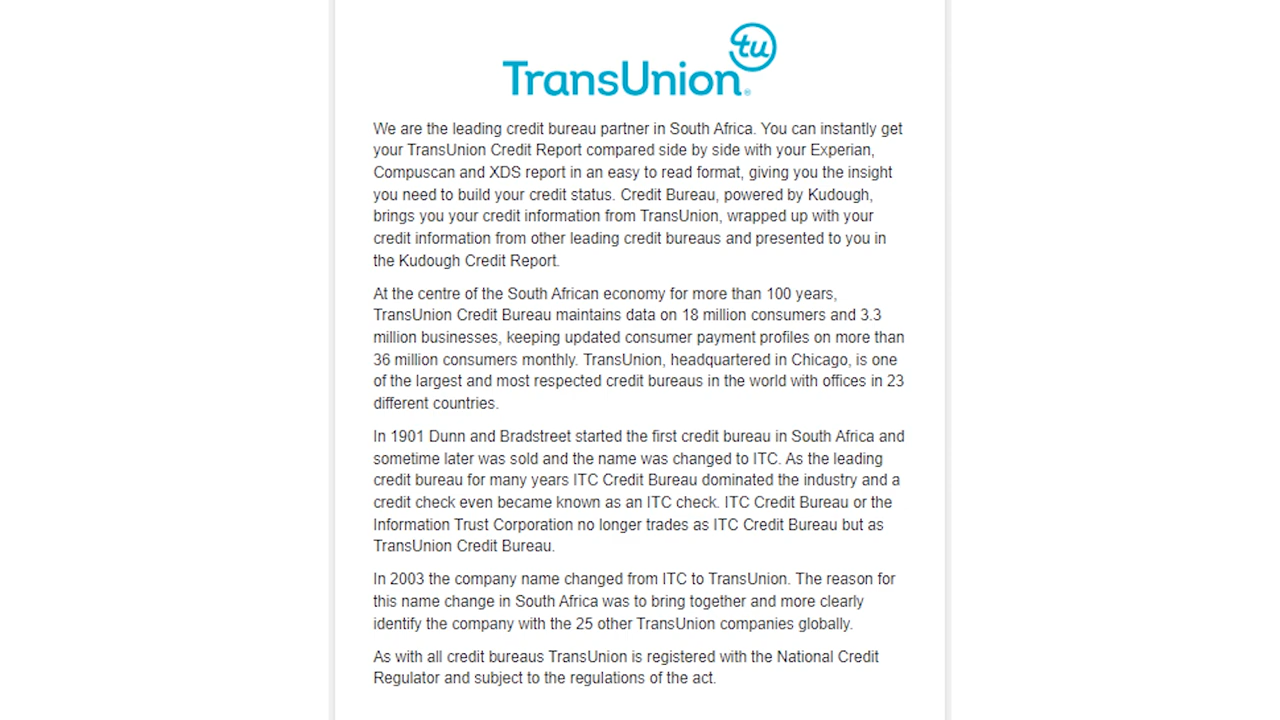 tu
TransUnion®
We are the leading credit bureau partner in South Africa. You can instantly get
your TransUnion Credit Report compared side by side with your Experian,
Compuscan and XDS report in an easy to read format, giving you the insight
you need to build your credit status. Credit Bureau, powered by Kudough,
brings you your credit information from TransUnion, wrapped up with your
credit information from other leading credit bureaus and presented to you in
the Kudough Credit Report.
At the centre of the South African economy for more than 100 years,
TransUnion Credit Bureau maintains data on 18 million consumers and 3.3
million businesses, keeping updated consumer payment profiles on more than
36 million consumers monthly. TransUnion, headquartered in Chicago, is one
of the largest and most respected credit bureaus in the world with offices in 23
different countries.
In 1901 Dunn and Bradstreet started the first credit bureau in South Africa and
sometime later was sold and the name was changed to ITC. As the leading
credit bureau for many years ITC Credit Bureau dominated the industry and a
credit check even became known as an ITC check. ITC Credit Bureau or the
Information Trust Corporation no longer trades as ITC Credit Bureau but as
TransUnion Credit Bureau.
In 2003 the company name changed from ITC to TransUnion. The reason for
this name change in South Africa was to bring together and more clearly
identify the company with the 25 other TransUnion companies globally.
As with all credit bureaus TransUnion is registered with the National Credit
Regulator and subject to the regulations of the act.